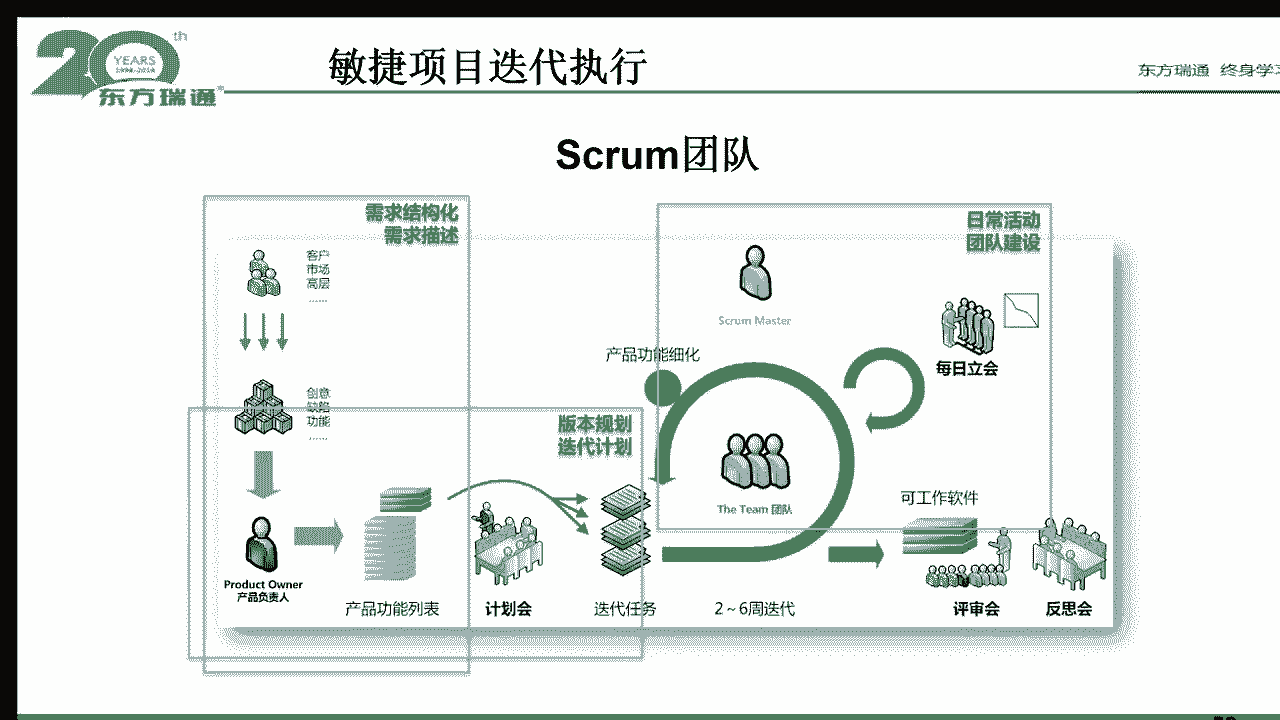 20th
YEARS
东方瑞通
敏捷项目迭代执行
东方瑞通 终身学
Scrum团队
需求结构化
需求描述
客户
市场
高层
......
创意
缺陷
功能
......
Product Owner
产品负责人
产品功能列表
版本规划
迭代计划
计划会
迭代任务
日常活动
团队建设
Scrum Master
产品功能细化
每日立会
The Team 团队
2～6周迭代
可工作软件
评审会
反思会